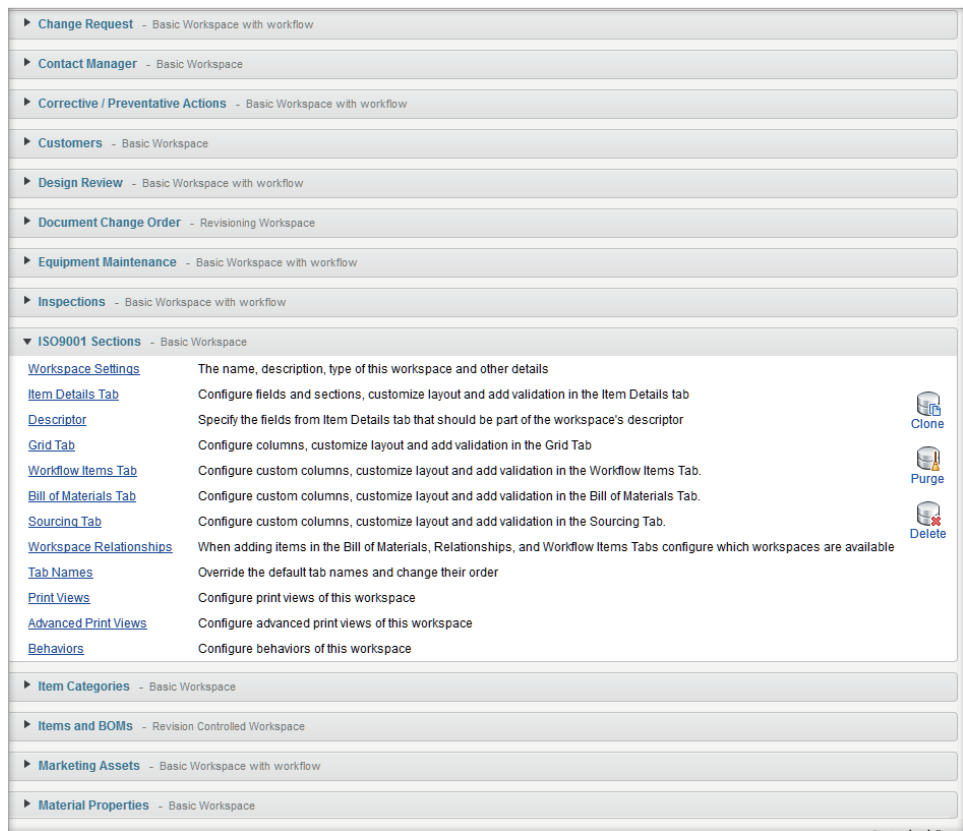 Change Request - Basic Workspace with workflow
Contact Manager - Basic Workspace
Corrective / Preventative Actions - Basic Workspace with workflow
Customers - Basic Workspace
Design Review - Basic Workspace with workflow
Document Change Order - Revisioning Workspace
Equipment Maintenance - Basic Workspace with workflow
Inspections - Basic Workspace with workflow
ISO9001 Sections - Basic Workspace
Workspace Settings The name, description, type of this workspace and other details
Item Details Tab Configure fields and sections, customize layout and add validation in the Item Details tab
Descriptor Specify the fields from Item Details tab that should be part of the workspace's descriptor
Clone
Grid Tab Configure columns, customize layout and add validation in the Grid Tab
Workflow Items Tab Configure custom columns, customize layout and add validation in the Workflow Items Tab.
Purge
Bill of Materials Tab Configure custom columns, customize layout and add validation in the Bill of Materials Tab.
Sourcing Tab Configure custom columns, customize layout and add validation in the Sourcing Tab.
Delete
Workspace Relationships When adding items in the Bill of Materials, Relationships, and Workflow Items Tabs configure which workspaces are available
Tab Names Override the default tab names and change their order
Print Views Configure print views of this workspace
Advanced Print Views Configure advanced print views of this workspace
Behaviors Configure behaviors of this workspace
Item Categories - Basic Workspace
Items and BOMs - Revision Controlled Workspace
Marketing Assets - Basic Workspace with workflow
Material Properties - Basic Workspace